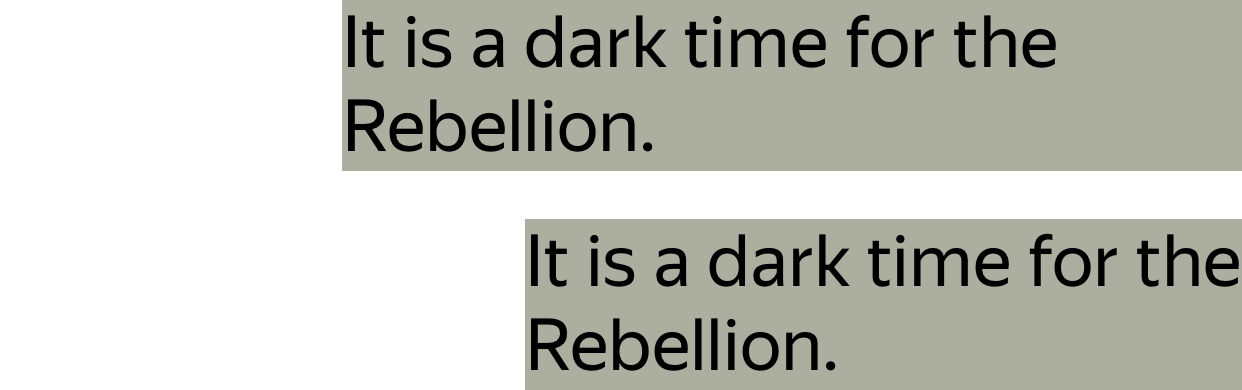 It is a dark time for the
Rebellion.
It is a dark time for the
Rebellion.